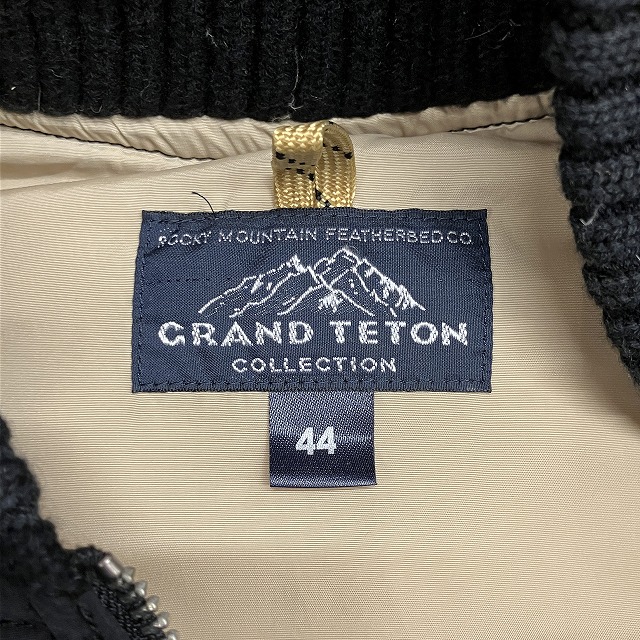 ROCKY MOUNTAIN FEATHERBED CO.
GRAND TETON
COLLECTION
44